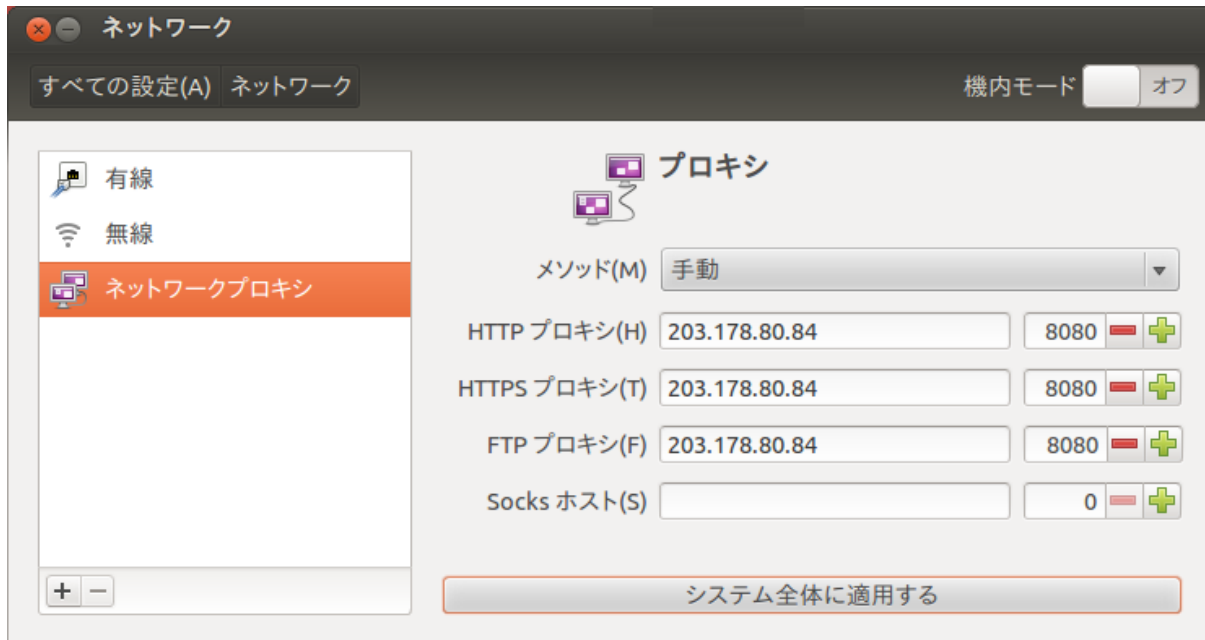 ネットワーク
すべての設定(A) ネットワーク 機内モード オフ
有線
無線
ネットワークプロキシ
プロキシ
メソッド(M) 手動
HTTP プロキシ(H) 203.178.80.84 8080
HTTPS プロキシ(T) 203.178.80.84 8080
FTP プロキシ(F) 203.178.80.84 8080
Socks ホスト(S) 0
システム全体に適用する